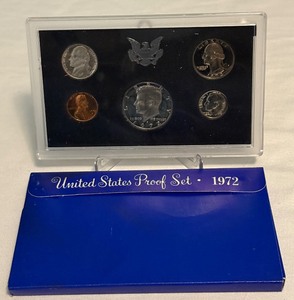 United States Proof Set · 1972